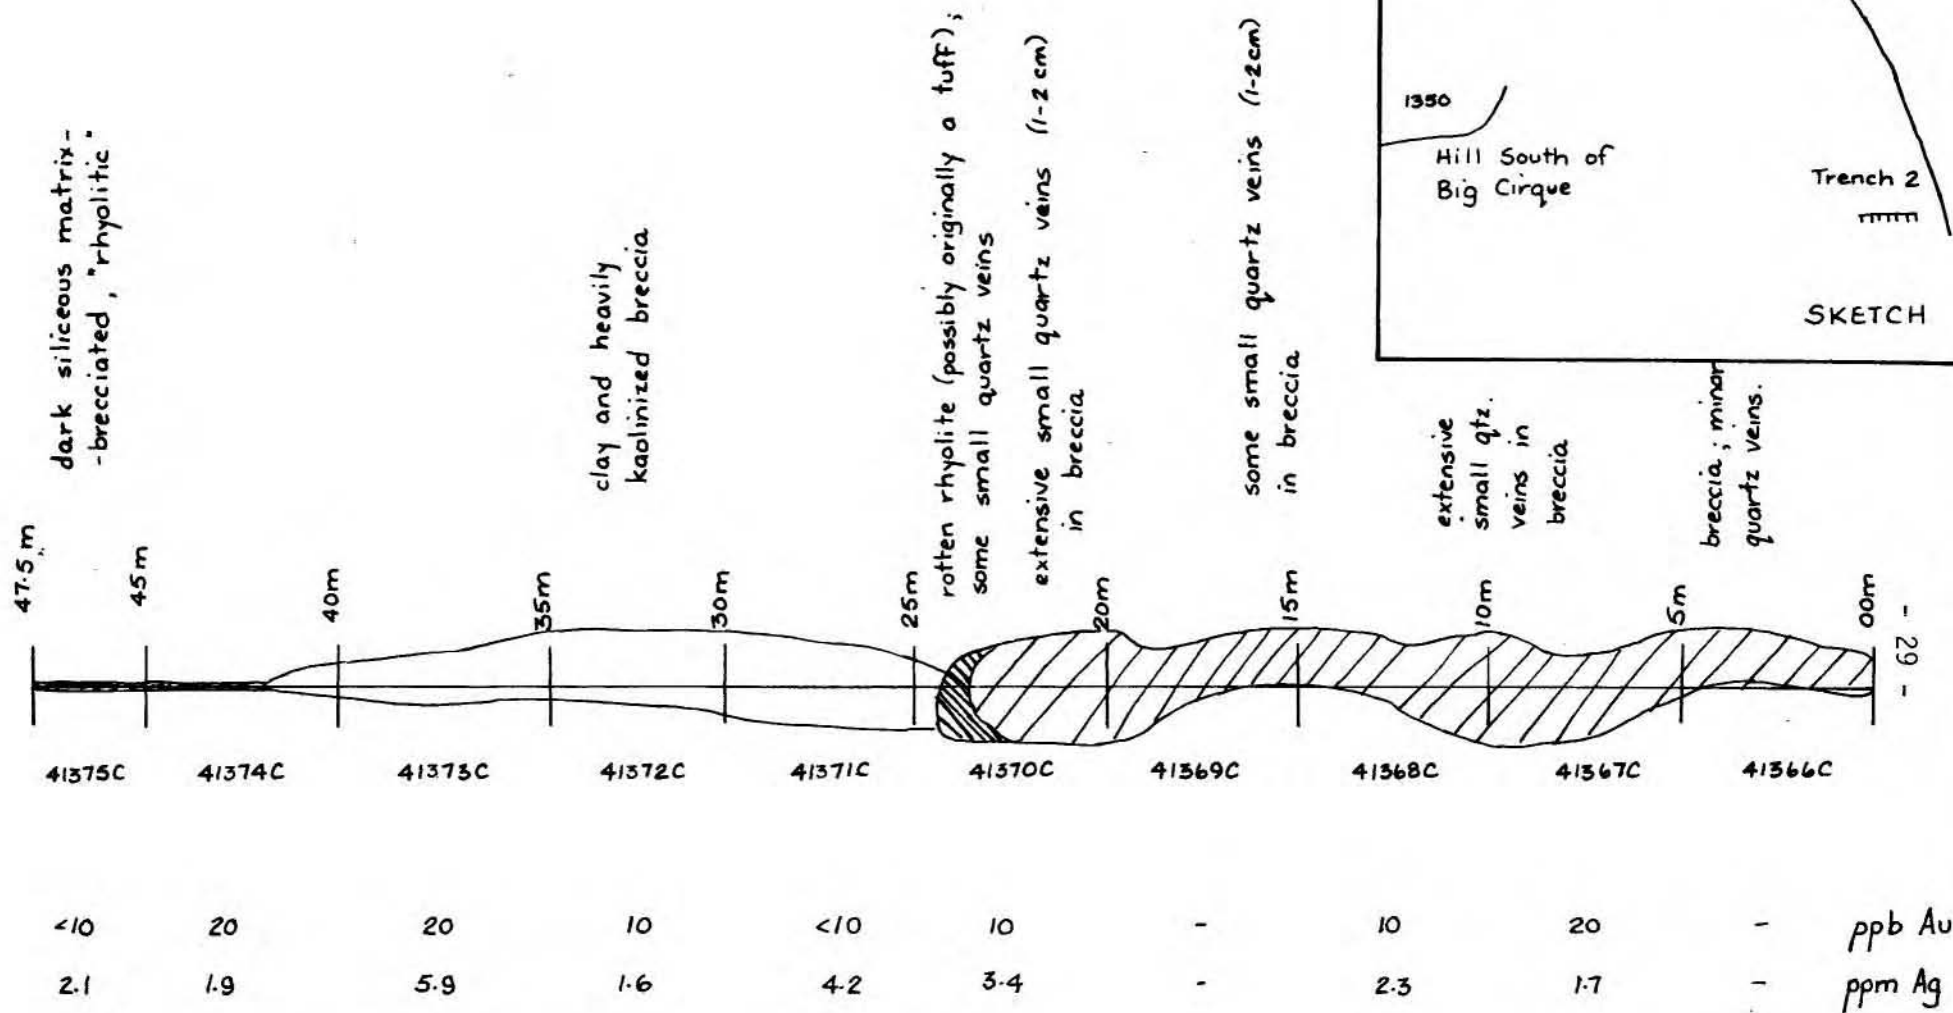 dark siliceous matrix-
-brecciated, "rhyolitic"
clay and heavily
kaolinized breccia
rotten rhyolite (possibly originally a tuff);
some small quartz veins
extensive small quartz veins (1-2 cm)
in breccia
some small quartz veins (1-2cm)
in breccia
1350
Hill South of
Big Cirque
Trench 2
SKETCH
extensive
small qtz.
veins in
breccia
breccia; minor
quartz veins.
47.5 m
45m
40m
35m
30m
25m
20m
15m
10m
5m
00m
- 29 -
41375C 41374C 41373C 41372C 41371C 41370C 41369C 41368C 41367C 41366C
<10 20 20 10 <10 10 - 10 20 - ppb Au
2.1 1.9 5.9 1.6 4.2 3.4 - 2.3 1.7 - ppm Ag